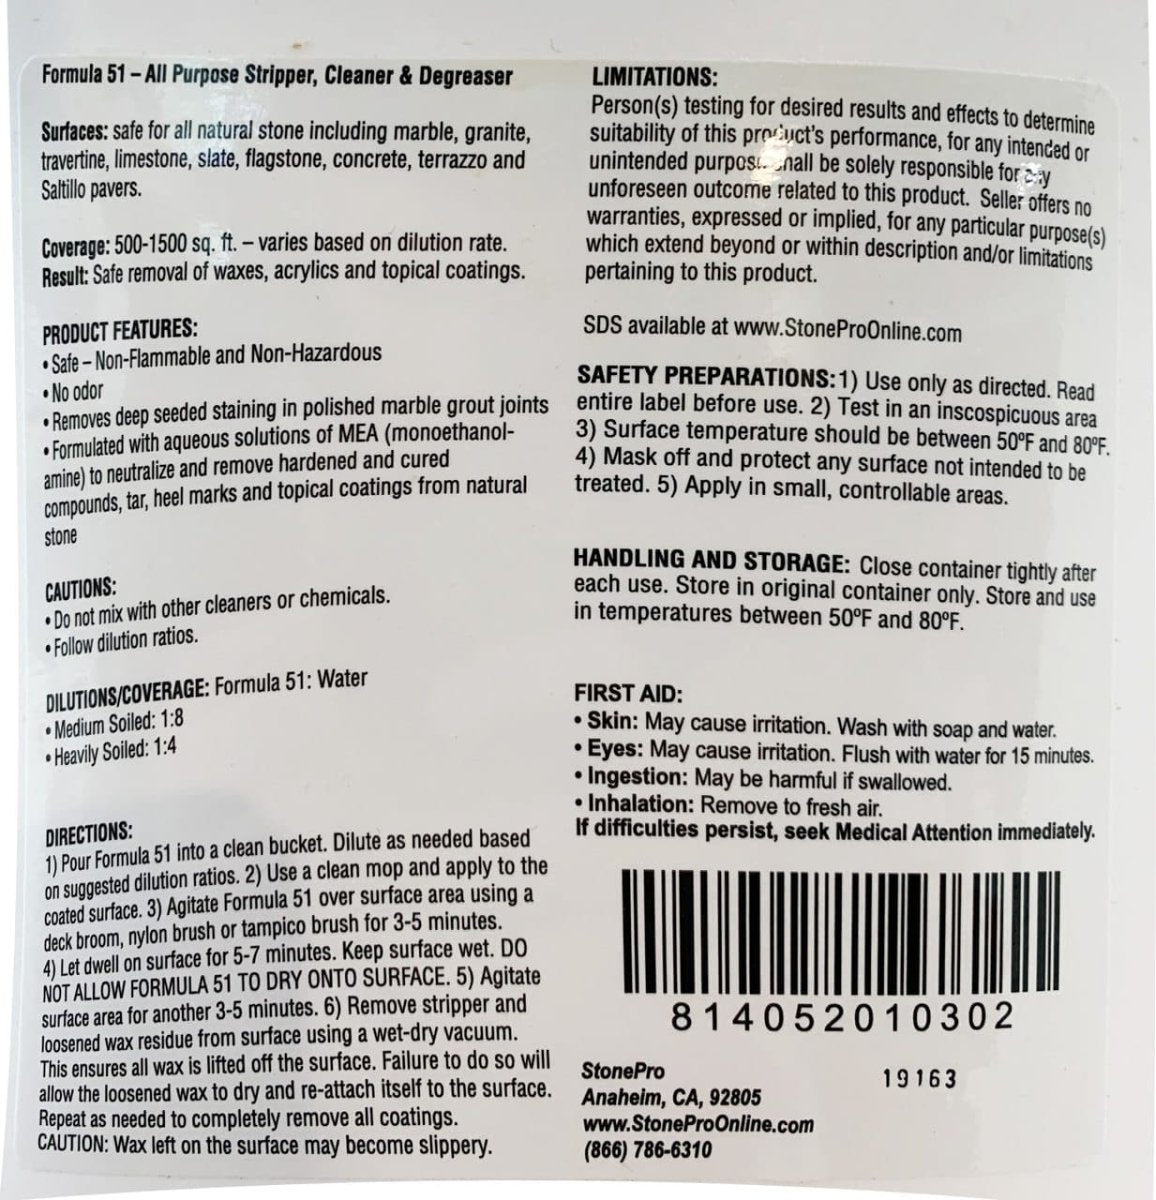 Formula 51 – All Purpose Stripper, Cleaner & Degreaser
Surfaces: safe for all natural stone including marble, granite,
travertine, limestone, slate, flagstone, concrete, terrazzo and
Saltillo pavers.
Coverage: 500-1500 sq. ft. – varies based on dilution rate.
Result: Safe removal of waxes, acrylics and topical coatings.
PRODUCT FEATURES:
• Safe – Non-Flammable and Non-Hazardous
• No odor
• Removes deep seeded staining in polished marble grout joints
• Formulated with aqueous solutions of MEA (monoethanol-
amine) to neutralize and remove hardened and cured
compounds, tar, heel marks and topical coatings from natural
stone
CAUTIONS:
• Do not mix with other cleaners or chemicals.
• Follow dilution ratios.
DILUTIONS/COVERAGE: Formula 51: Water
• Medium Soiled: 1:8
• Heavily Soiled: 1:4
DIRECTIONS:
1) Pour Formula 51 into a clean bucket. Dilute as needed based
on suggested dilution ratios. 2) Use a clean mop and apply to the
coated surface. 3) Agitate Formula 51 over surface area using a
deck broom, nylon brush or tampico brush for 3-5 minutes.
4) Let dwell on surface for 5-7 minutes. Keep surface wet. DO
NOT ALLOW FORMULA 51 TO DRY ONTO SURFACE. 5) Agitate
surface area for another 3-5 minutes. 6) Remove stripper and
loosened wax residue from surface using a wet-dry vacuum.
This ensures all wax is lifted off the surface. Failure to do so will
allow the loosened wax to dry and re-attach itself to the surface.
Repeat as needed to completely remove all coatings.
CAUTION: Wax left on the surface may become slippery.
LIMITATIONS:
Person(s) testing for desired results and effects to determine
suitability of this product's performance, for any intended or
unintended purpose shall be solely responsible for any
unforeseen outcome related to this product. Seller offers no
warranties, expressed or implied, for any particular purpose(s)
which extend beyond or within description and/or limitations
pertaining to this product.
SDS available at www.StoneProOnline.com
SAFETY PREPARATIONS:1) Use only as directed. Read
entire label before use. 2) Test in an inscospicuous area
3) Surface temperature should be between 50ºF and 80ºF.
4) Mask off and protect any surface not intended to be
treated. 5) Apply in small, controllable areas.
HANDLING AND STORAGE: Close container tightly after
each use. Store in original container only. Store and use
in temperatures between 50ºF and 80ºF.
FIRST AID:
• Skin: May cause irritation. Wash with soap and water.
• Eyes: May cause irritation. Flush with water for 15 minutes.
• Ingestion: May be harmful if swallowed.
• Inhalation: Remove to fresh air.
If difficulties persist, seek Medical Attention immediately.
814052010302
StonePro
Anaheim, CA, 92805
www.StoneProOnline.com
(866) 786-6310
19163